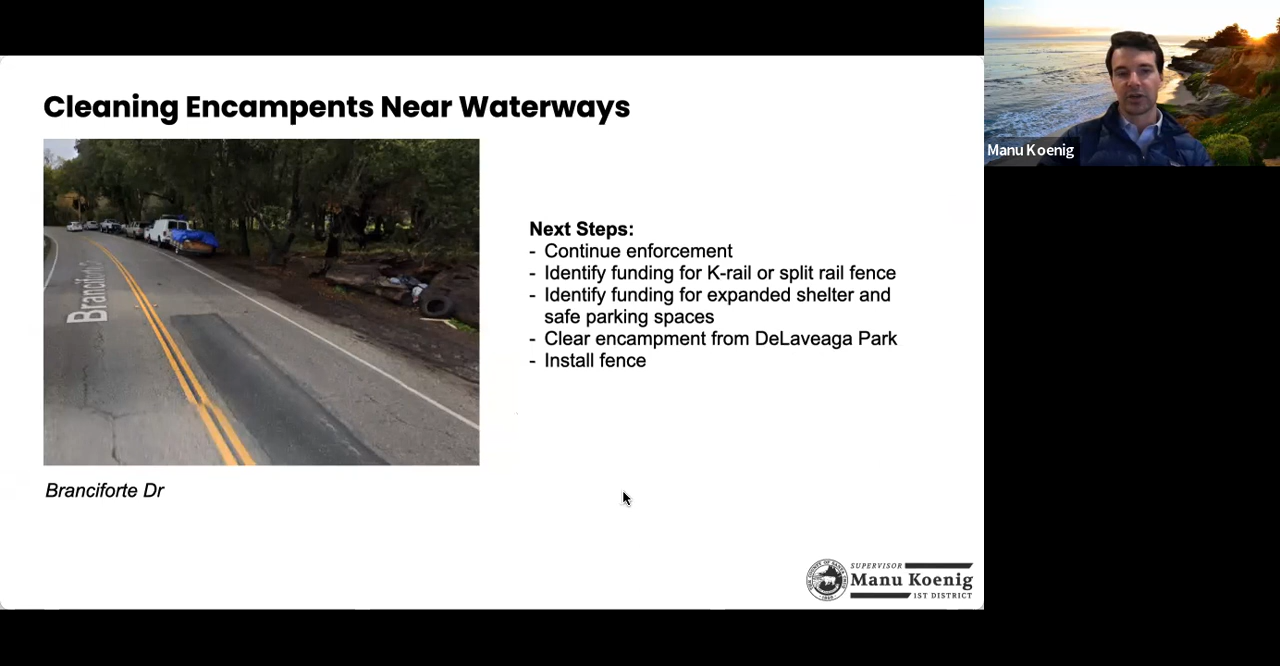 Cleaning Encampents Near Waterways
Next Steps:
- Continue enforcement
- Identify funding for K-rail or split rail fence
- Identify funding for expanded shelter and
safe parking spaces
- Clear encampment from DeLaveaga Park
- Install fence
Branciforte Dr
SUPERVISOR
Manu Koenig
1ST DISTRICT
Manu Koenig